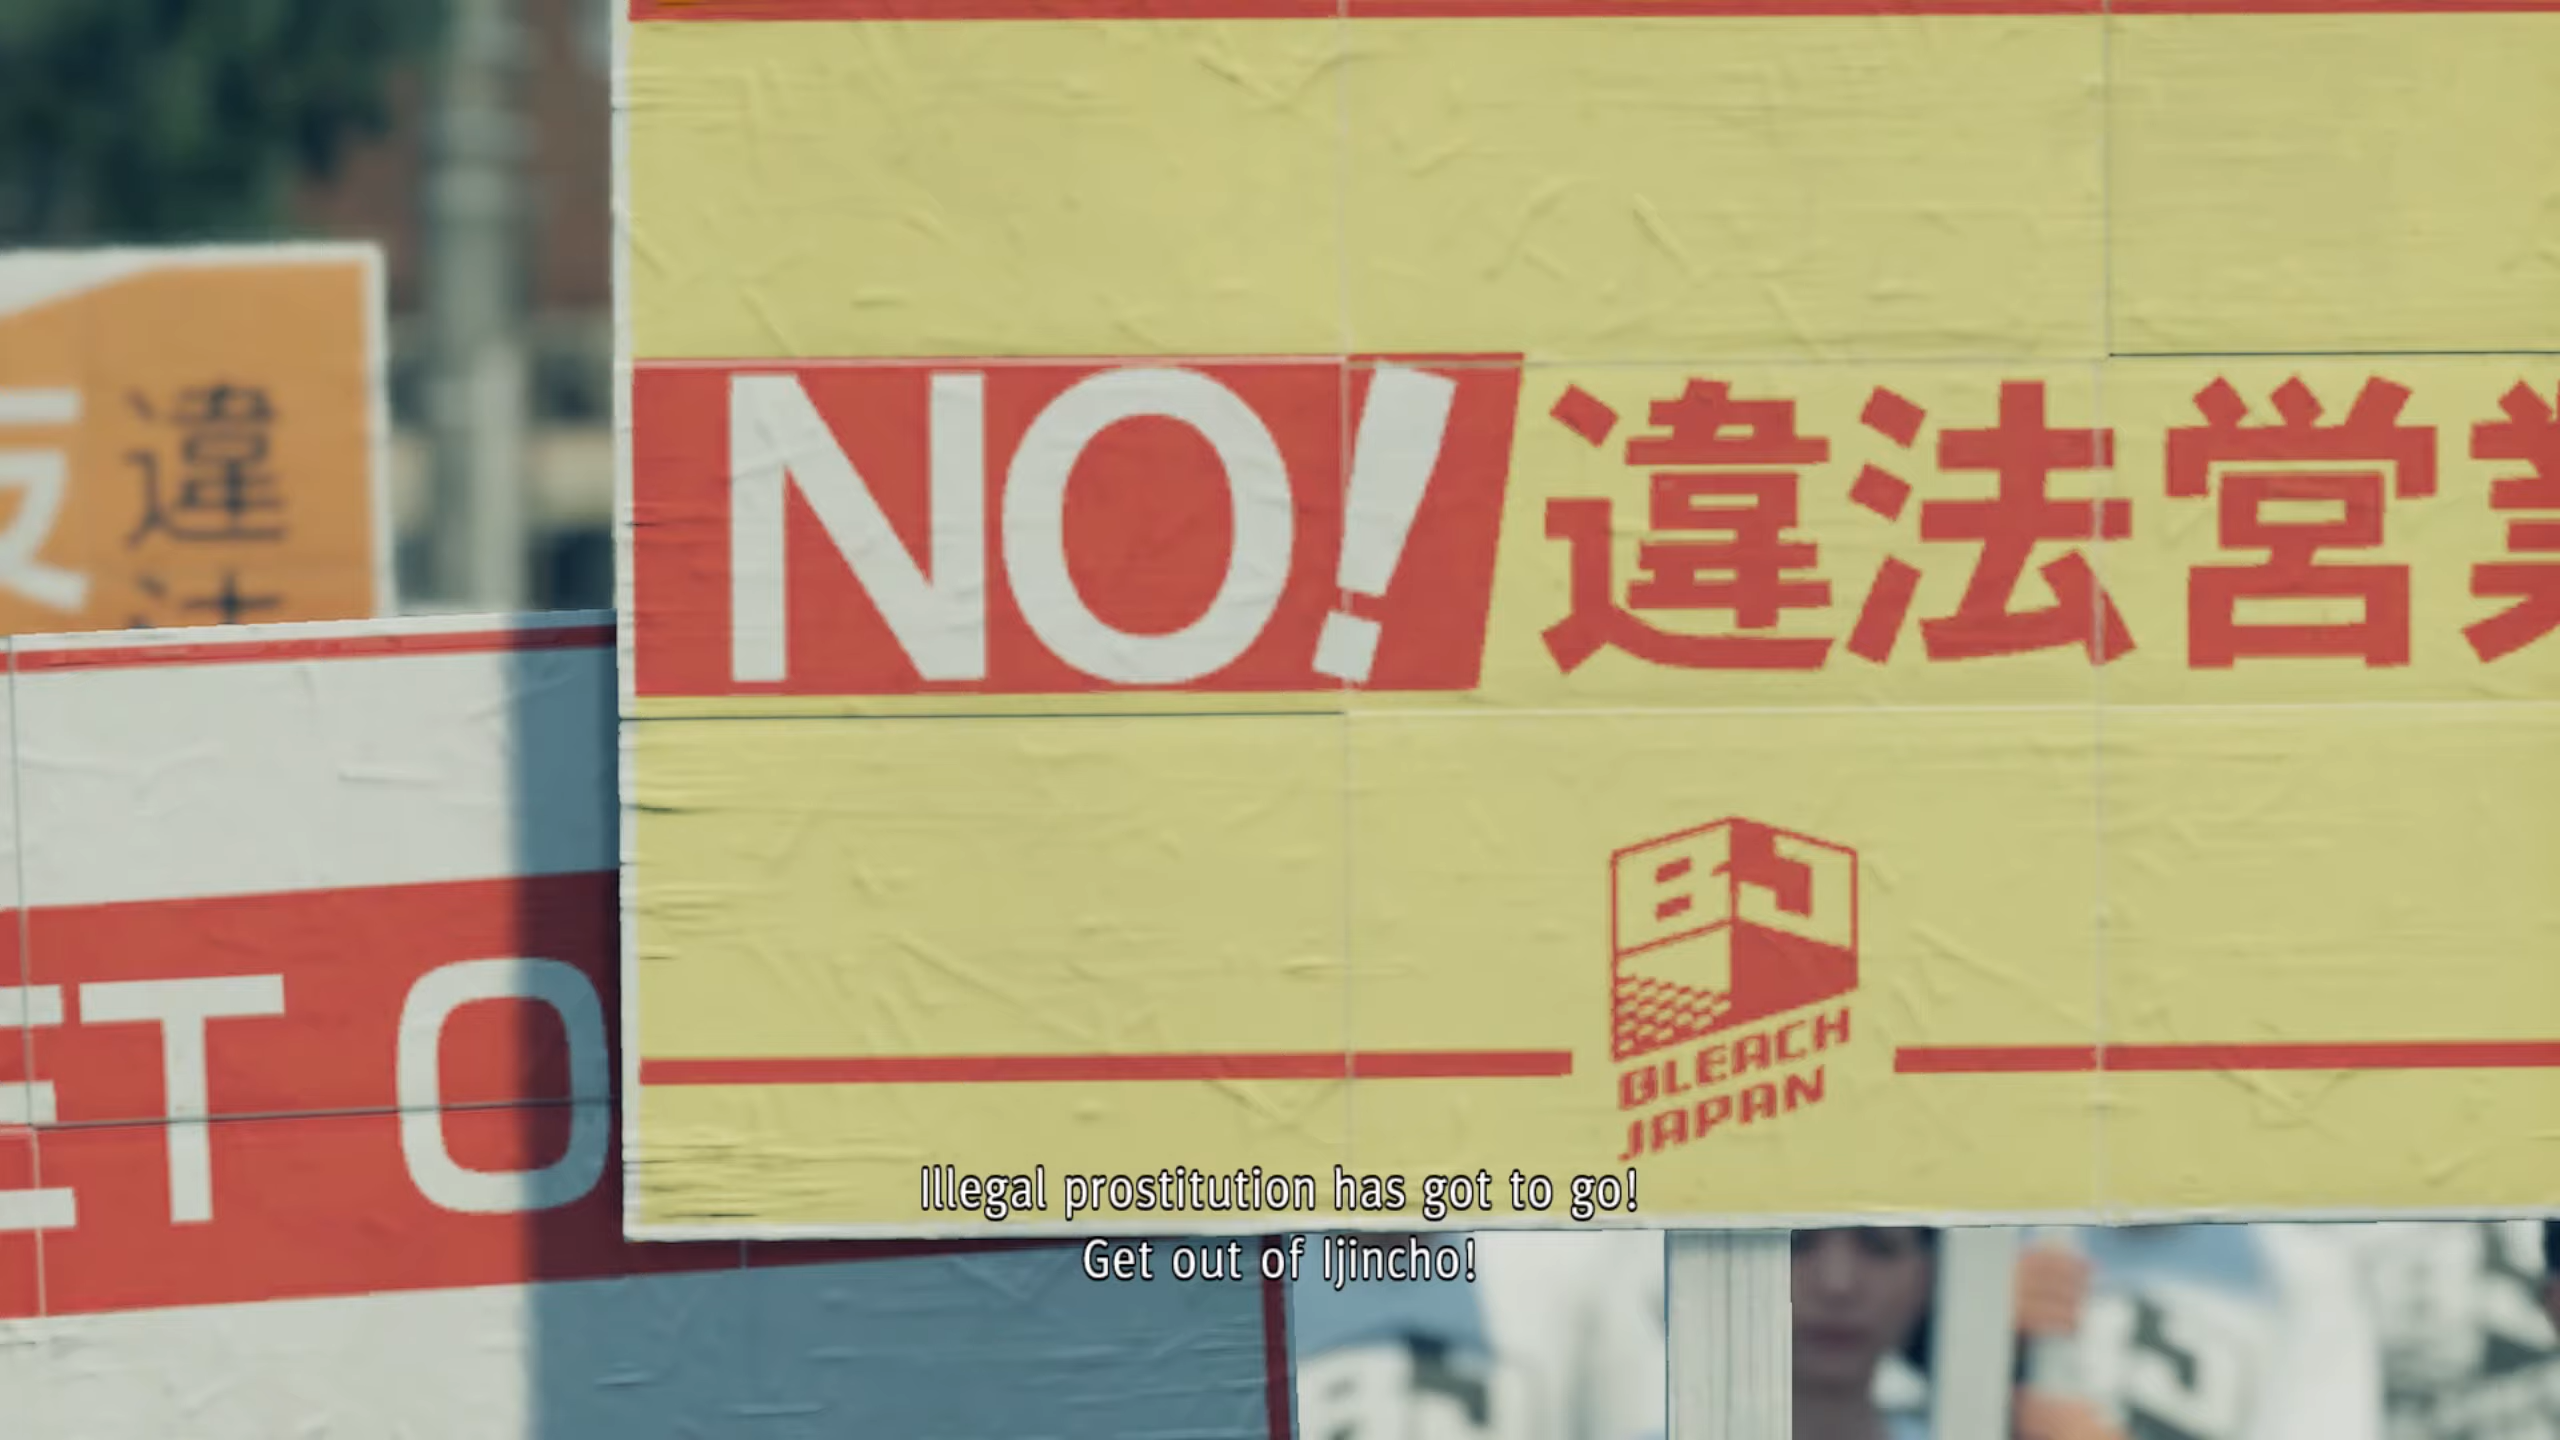 違
NO! 違法営業
ET O
BJ
BLEACH
JAPAN
Illegal prostitution has got to go!
Get out of Ijincho!